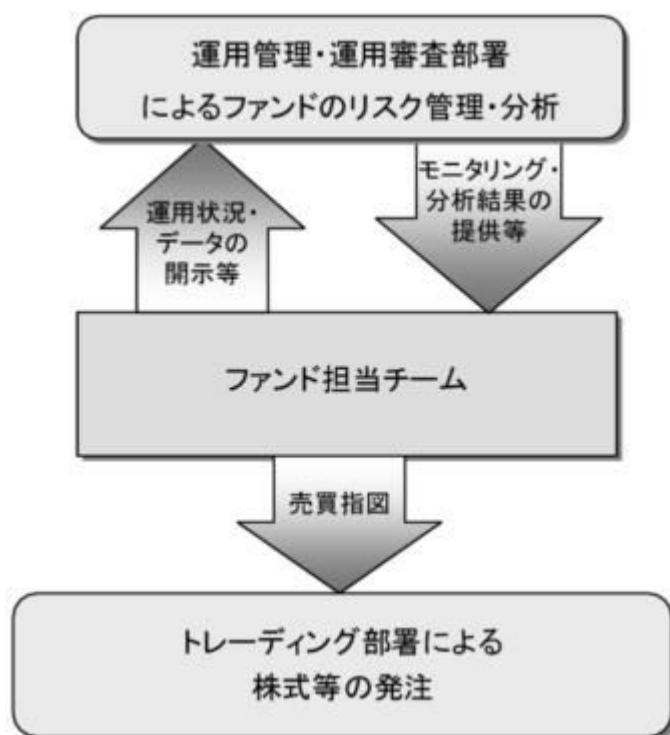 運用管理・運用審査部署
によるファンドのリスク管理・分析
運用状況・
データの
開示等
モニタリング・
分析結果の
提供等
ファンド担当チーム
売買指図
トレーディング部署による
株式等の発注